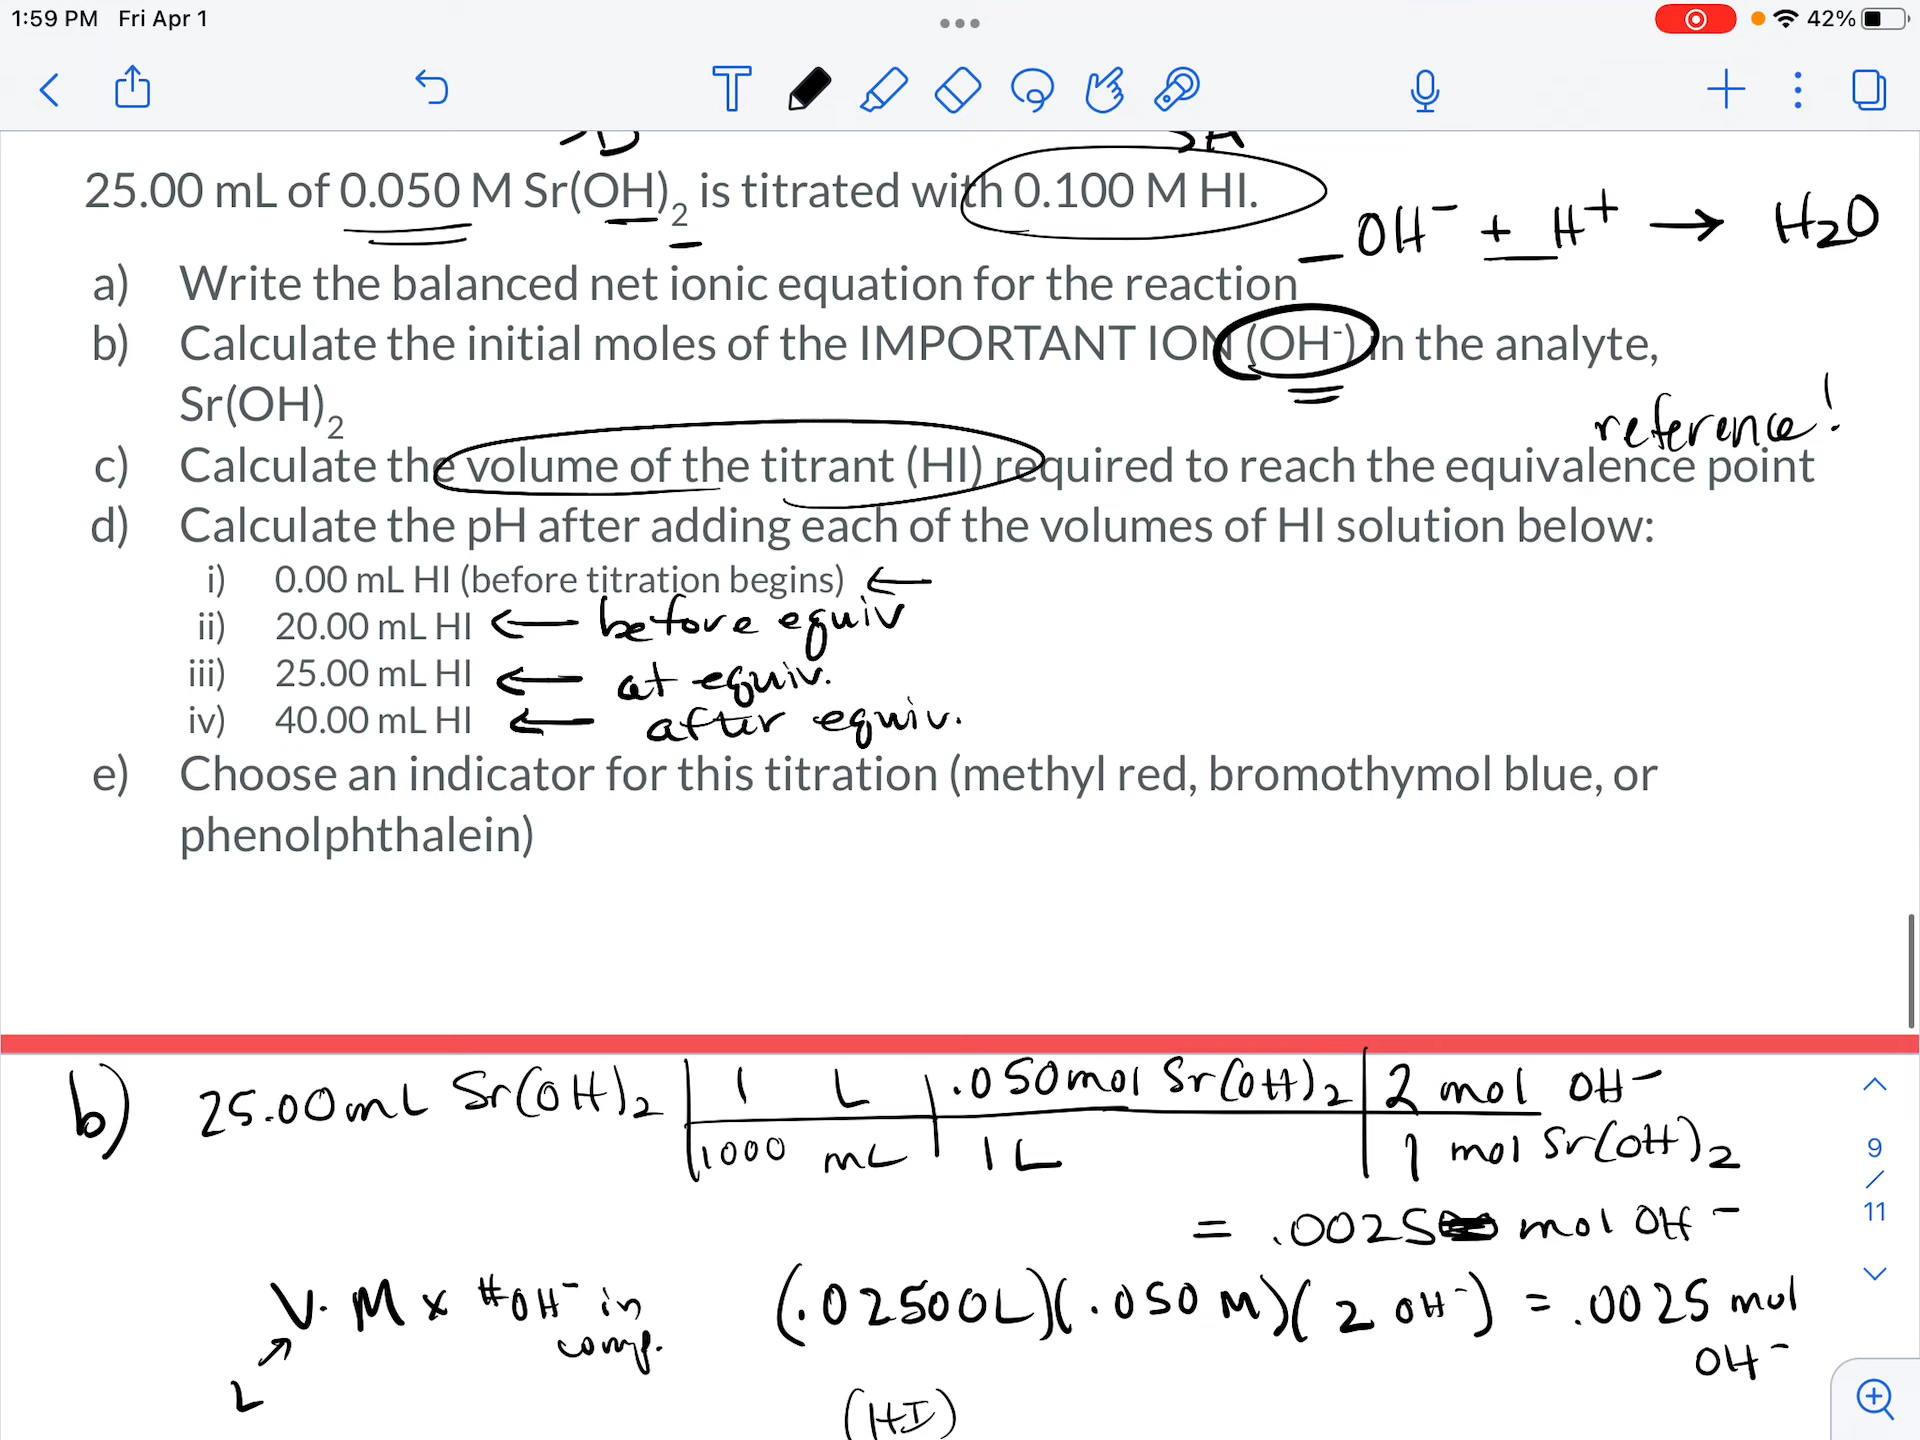 1:59 PM Fri Apr 1
42%
25.00 mL of 0.050 M Sr(OH)₂ is titrated with 0.100 M HI.
_OH⁻ + _H⁺ → H₂O
a) Write the balanced net ionic equation for the reaction
b) Calculate the initial moles of the IMPORTANT ION (OH⁻) in the analyte,
Sr(OH)₂
reference!
c) Calculate the volume of the titrant (HI) required to reach the equivalence point
d) Calculate the pH after adding each of the volumes of HI solution below:
i) 0.00 mL HI (before titration begins) ←
ii) 20.00 mL HI ← before equiv
iii) 25.00 mL HI ← at equiv.
iv) 40.00 mL HI ← after equiv.
e) Choose an indicator for this titration (methyl red, bromothymol blue, or
phenolphthalein)
b) 25.00 mL Sr(OH)₂ | 1 L | .050 mol Sr(OH)₂ | 2 mol OH⁻
1000 mL | 1 L | 1 mol Sr(OH)₂
= .0025 mol OH⁻
V. M x #OH⁻ in comp.
L
(.02500L)(.050 M)(2 OH⁻) = .0025 mol
OH⁻
(HI)
9
/
11